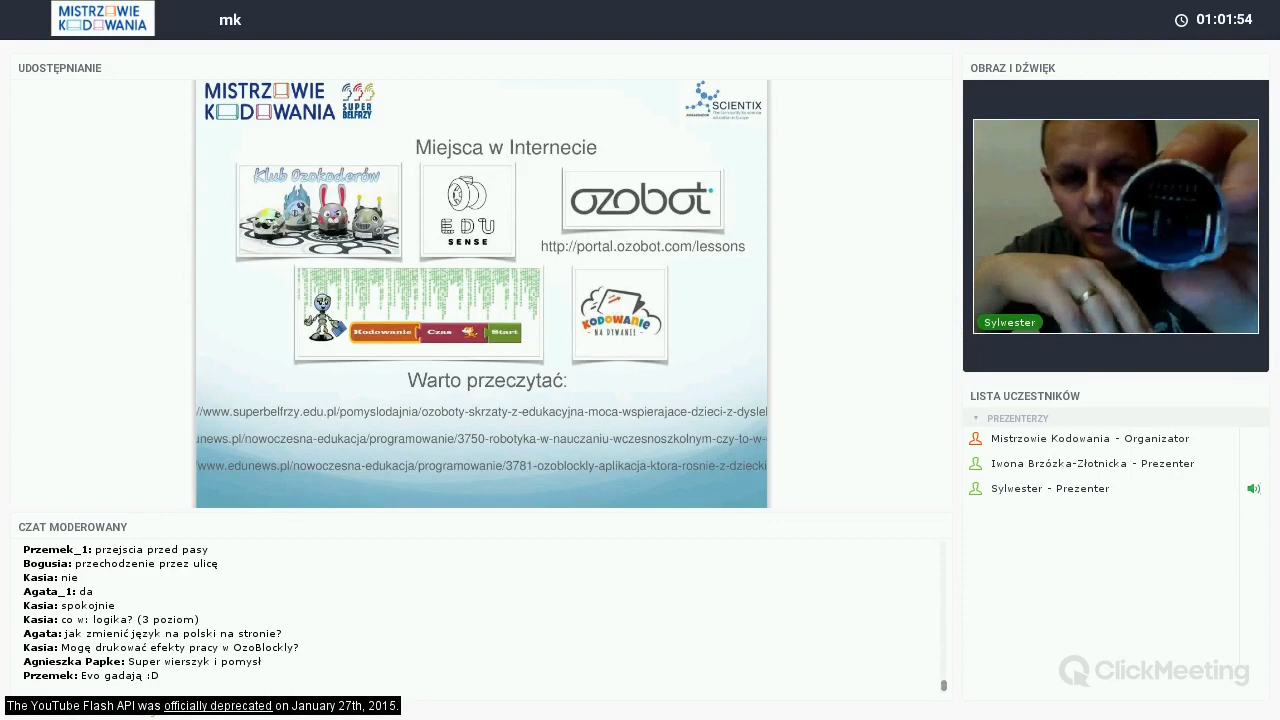 MISTRZOWIE
KODOWANIA
mk
01:01:54
UDOSTĘPNIANIE
MISTRZOWIE
KODOWANIA
SUPER
BELFRZY
SCIENTIX
Miejsca w Internecie
Klub Ozokoderów
EDU
SENSE
ozobot
http://portal.ozobot.com/lessons
Kodowanie Czas Start
KODOWANIE
NA DYWANIE
Warto przeczytać:
//www.superbelfrzy.edu.pl/pomyslodajnia/ozoboty-skrzaty-z-edukacyjna-moca-wspierajace-dzieci-z-dyslel
unews.pl/nowoczesna-edukacja/programowanie/3750-robotyka-w-nauczaniu-wczesnoszkolnym-czy-to-w-
/www.edunews.pl/nowoczesna-edukacja/programowanie/3781-ozoblockly-aplikacja-ktora-rosnie-z-dziecki
OBRAZ I DŹWIĘK
Sylwester
LISTA UCZESTNIKÓW
PREZENTERZY
Mistrzowie Kodowania - Organizator
Iwona Brzózka-Złotnicka - Prezenter
Sylwester - Prezenter
CZAT MODEROWANY
Przemek_1: przejscia przed pasy
Bogusia: przechodzenie przez ulicę
Kasia: nie
Agata_1: da
Kasia: spokojnie
Kasia: co w: logika? (3 poziom)
Agata: jak zmienić język na polski na stronie?
Kasia: Mogę drukować efekty pracy w OzoBlockly?
Agnieszka Papke: Super wierszyk i pomysł
Przemek: Evo gadają :D
ClickMeeting
The YouTube Flash API was officially deprecated on January 27th, 2015.